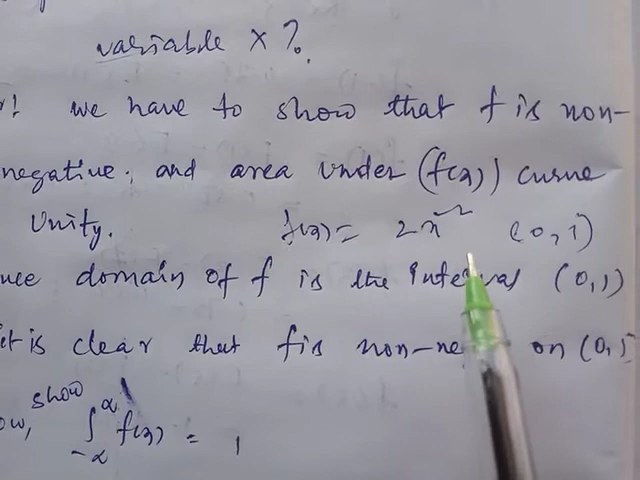 variable x ?.
we have to show that f is non-
negative, and area under (f(x)) curve
Unity. f(x) = 2x² (0,1)
domain of f is the interval (0,1)
it is clear that f is non-ne on (0,1)
show
∫ f(x) = 1
α
-α